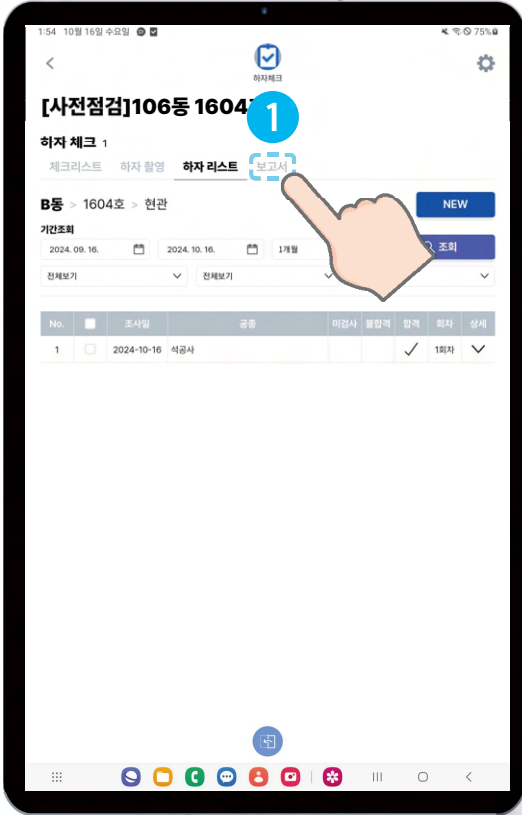 1:54 10월 16일 수요일
75%
하자체크
[사전점검]106동 1604
1
하자 체크 1
체크리스트 하자 촬영 하자 리스트 보고서
B동 > 1604호 > 현관
NEW
기간조회
2024. 09. 16. 2024. 10. 16. 1개월 조회
전체보기 전체보기
No. 조사일 공종 미검사 불합격 합격 회차 상세
1 2024-10-16 석공사 1회차